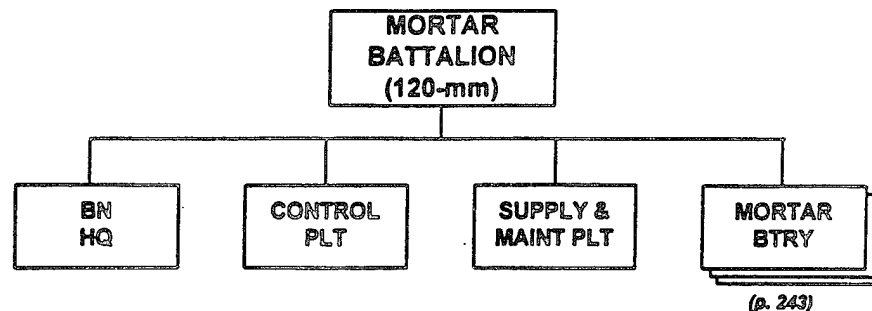 MORTAR
BATTALION
(120-mm)
BN
HQ
CONTROL
PLT
SUPPLY &
MAINT PLT
MORTAR
BTRY
(p. 243)